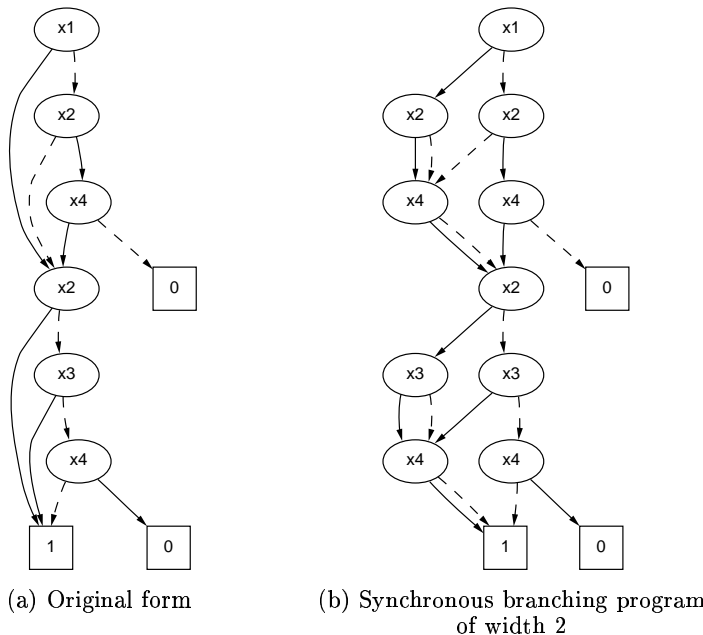 x1
x1
x2
x2
x2
x4
x4
x4
x2
0
x2
0
x3
x3
x3
x4
x4
x4
1
0
1
0
(a) Original form
(b) Synchronous branching program
of width 2